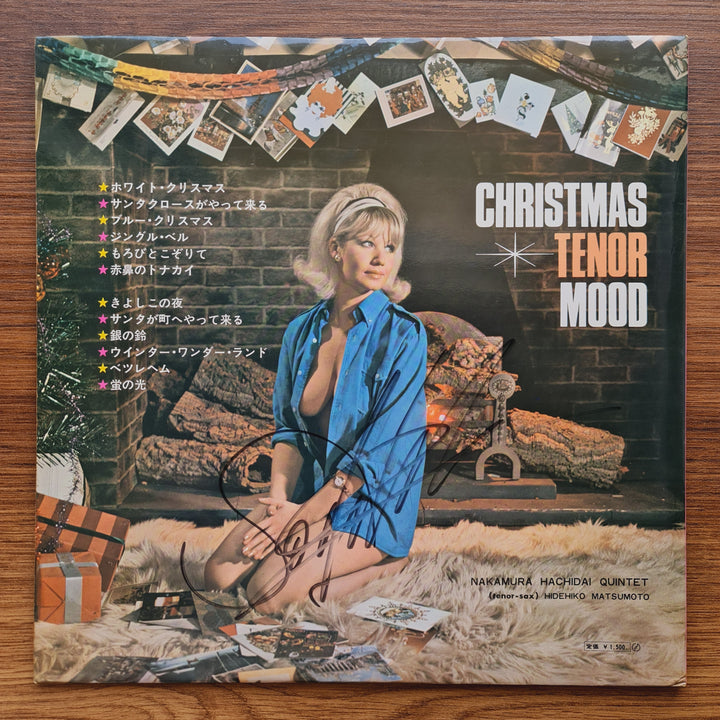 ★ホワイト・クリスマス
★サンタクロースがやって来る
★ブルー・クリスマス
★ジングル・ベル
★もろびとこぞりて
★赤鼻のトナカイ
★きよしこの夜
★サンタが町へやって来る
★銀の鈴
★ウインター・ワンダー・ランド
★ベツレヘム
★蛍の光
CHRISTMAS
TENOR
MOOD
NAKAMURA HACHIDAI QUINTET
(tenor-sax) HIDEHIKO MATSUMOTO
定価 ¥1,500